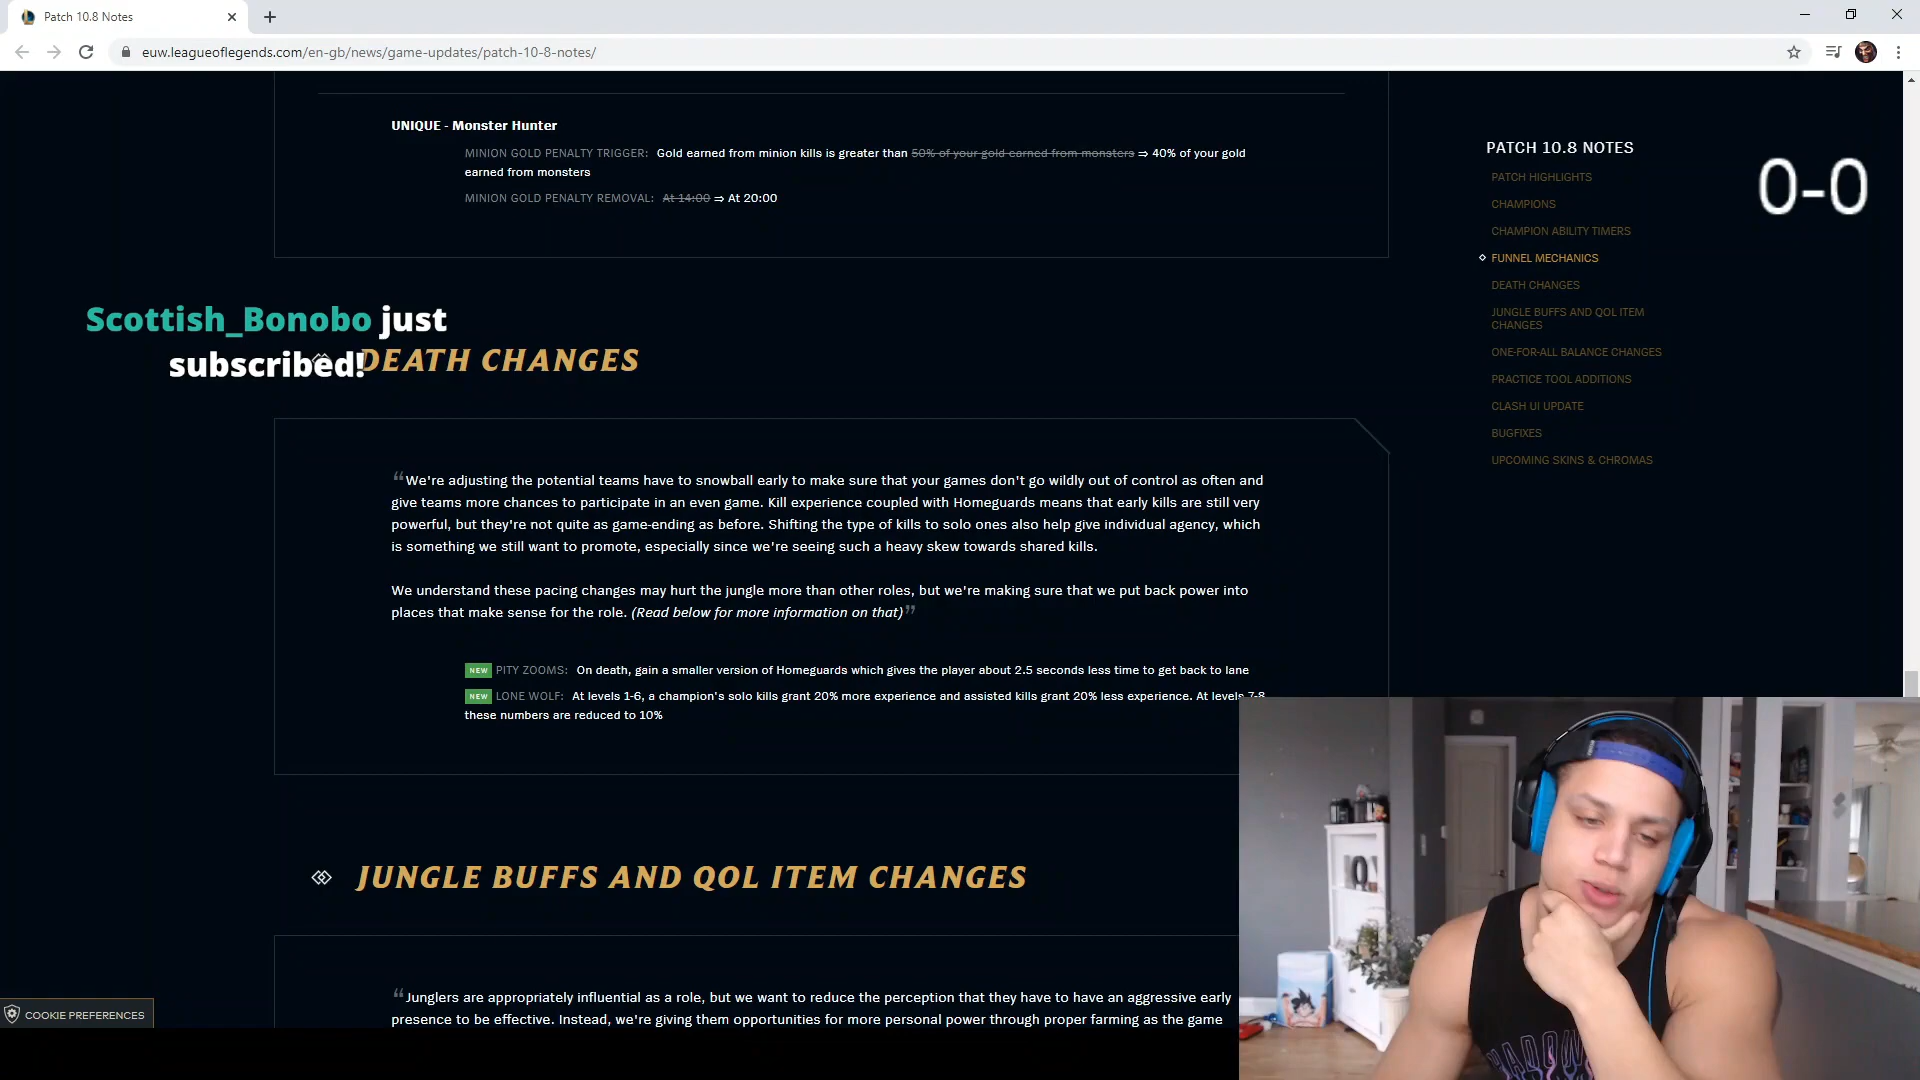 Patch 10.8 Notes
euw.leagueoflegends.com/en-gb/news/game-updates/patch-10-8-notes/
UNIQUE - Monster Hunter
MINION GOLD PENALTY TRIGGER: Gold earned from minion kills is greater than 50% of your gold earned from monsters ⇒ 40% of your gold
earned from monsters
MINION GOLD PENALTY REMOVAL: At 14:00 ⇒ At 20:00
PATCH 10.8 NOTES
PATCH HIGHLIGHTS
CHAMPIONS
CHAMPION ABILITY TIMERS
FUNNEL MECHANICS
DEATH CHANGES
JUNGLE BUFFS AND QOL ITEM
CHANGES
ONE-FOR-ALL BALANCE CHANGES
PRACTICE TOOL ADDITIONS
CLASH UI UPDATE
BUGFIXES
UPCOMING SKINS & CHROMAS
0-0
Scottish_Bonobo just
subscribed!
DEATH CHANGES
“We're adjusting the potential teams have to snowball early to make sure that your games don't go wildly out of control as often and
give teams more chances to participate in an even game. Kill experience coupled with Homeguards means that early kills are still very
powerful, but they're not quite as game-ending as before. Shifting the type of kills to solo ones also help give individual agency, which
is something we still want to promote, especially since we're seeing such a heavy skew towards shared kills.
We understand these pacing changes may hurt the jungle more than other roles, but we're making sure that we put back power into
places that make sense for the role. (Read below for more information on that)”
NEW PITY ZOOMS: On death, gain a smaller version of Homeguards which gives the player about 2.5 seconds less time to get back to lane
NEW LONE WOLF: At levels 1-6, a champion's solo kills grant 20% more experience and assisted kills grant 20% less experience. At levels 7-8
these numbers are reduced to 10%
JUNGLE BUFFS AND QOL ITEM CHANGES
“Junglers are appropriately influential as a role, but we want to reduce the perception that they have to have an aggressive early
presence to be effective. Instead, we're giving them opportunities for more personal power through proper farming as the game
COOKIE PREFERENCES